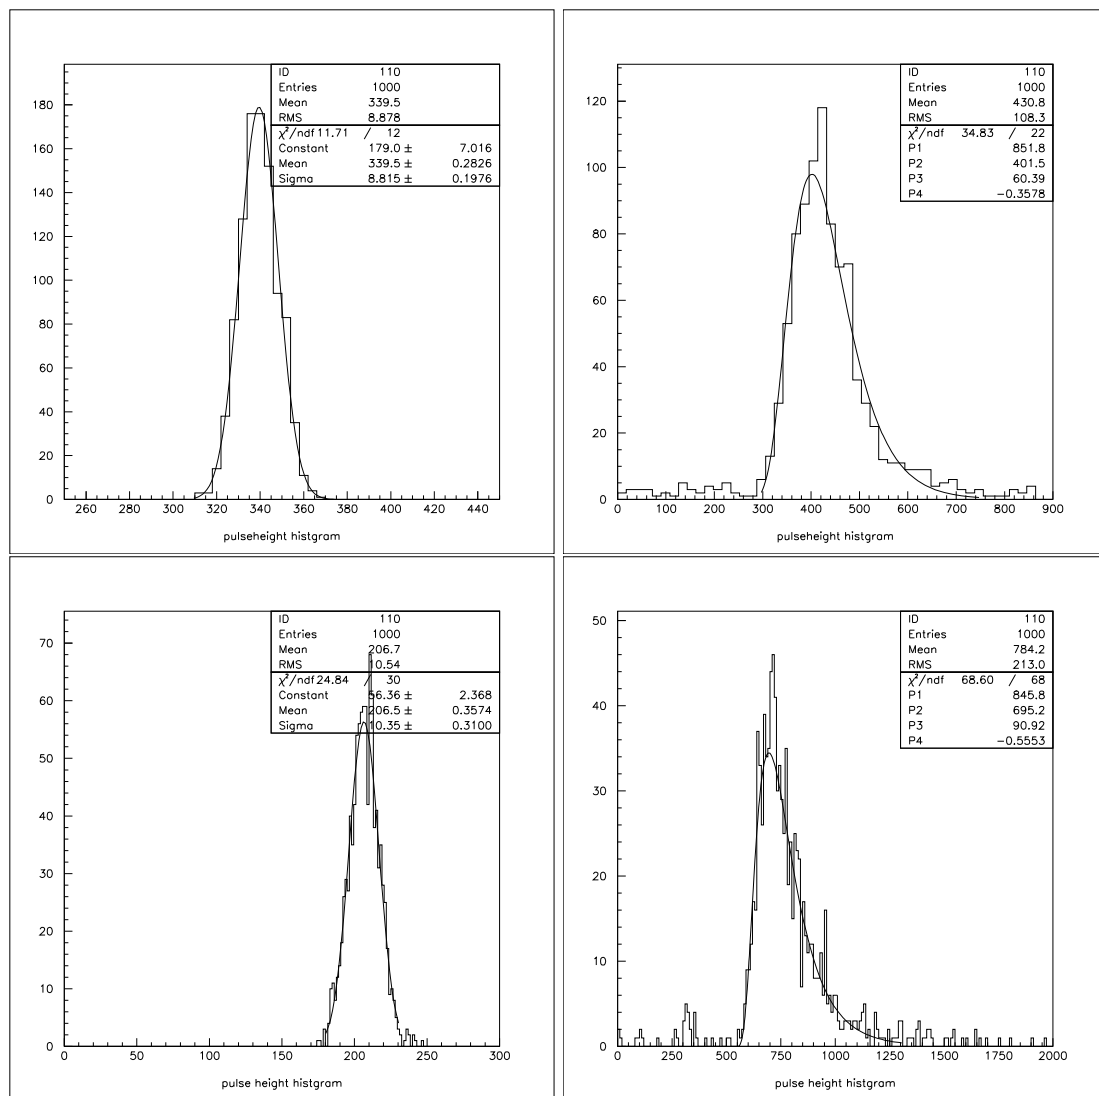 ID 110
Entries 1000
Mean 339.5
RMS 8.878
χ²/ndf 11.71 / 12
Constant 179.0 ± 7.016
Mean 339.5 ± 0.2826
Sigma 8.815 ± 0.1976
180
160
140
120
100
80
60
40
20
0
260 280 300 320 340 360 380 400 420 440
pulseheight histgram
ID 110
Entries 1000
Mean 430.8
RMS 108.3
χ²/ndf 34.83 / 22
P1 851.8
P2 401.5
P3 60.39
P4 -0.3578
120
100
80
60
40
20
0
0 100 200 300 400 500 600 700 800 900
pulseheight histgram
ID 110
Entries 1000
Mean 206.7
RMS 10.54
χ²/ndf 24.84 / 30
Constant 56.36 ± 2.368
Mean 206.5 ± 0.3574
Sigma 10.35 ± 0.3100
70
60
50
40
30
20
10
0
0 50 100 150 200 250 300
pulse height histgram
ID 110
Entries 1000
Mean 784.2
RMS 213.0
χ²/ndf 68.60 / 68
P1 845.8
P2 695.2
P3 90.92
P4 -0.5553
50
40
30
20
10
0
0 250 500 750 1000 1250 1500 1750 2000
pulse height histgram